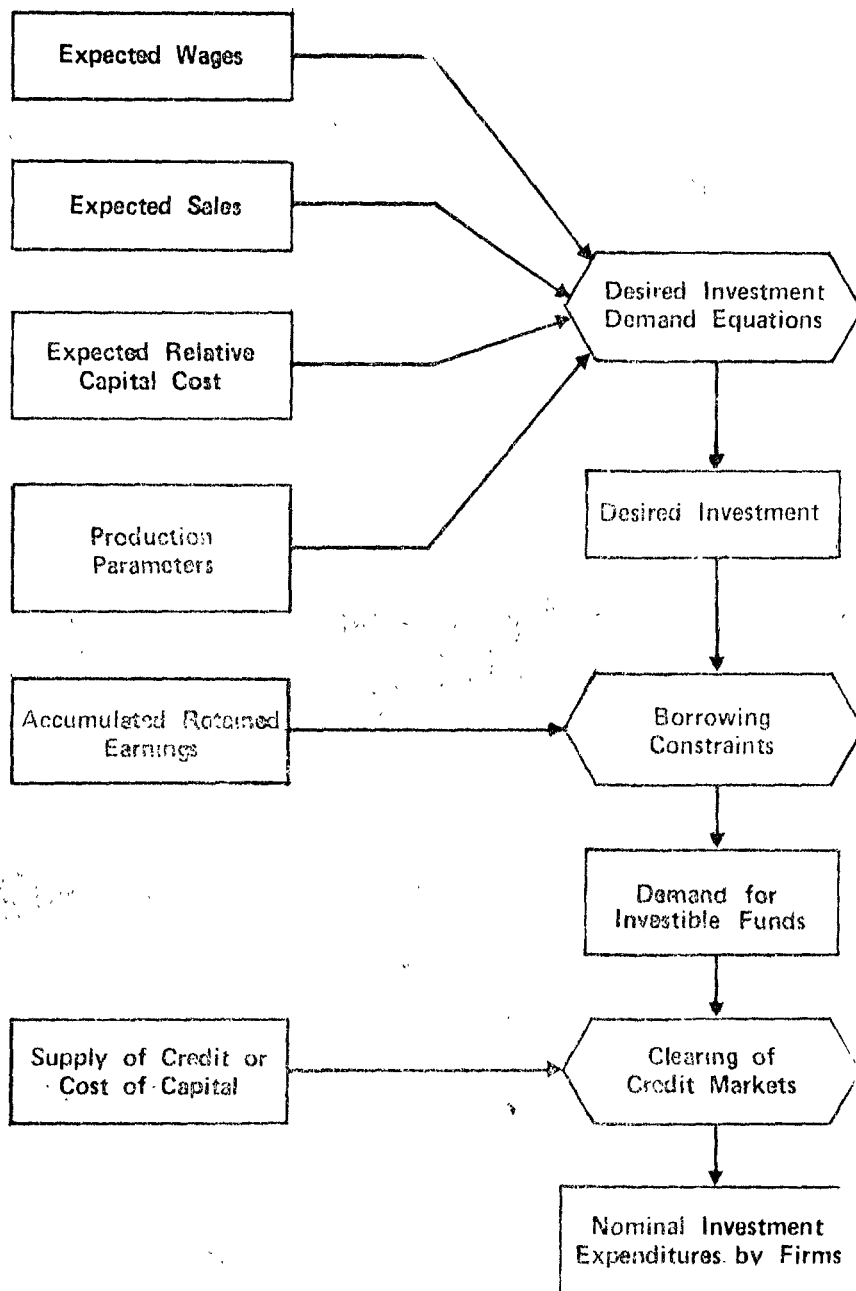 Expected Wages
Expected Sales
Expected Relative
Capital Cost
Production
Parameters
Desired Investment
Demand Equations
Desired Investment
Accumulated Retained
Earnings
Borrowing
Constraints
Demand for
Investible Funds
Supply of Credit or
Cost of Capital
Clearing of
Credit Markets
Nominal Investment
Expenditures by Firms